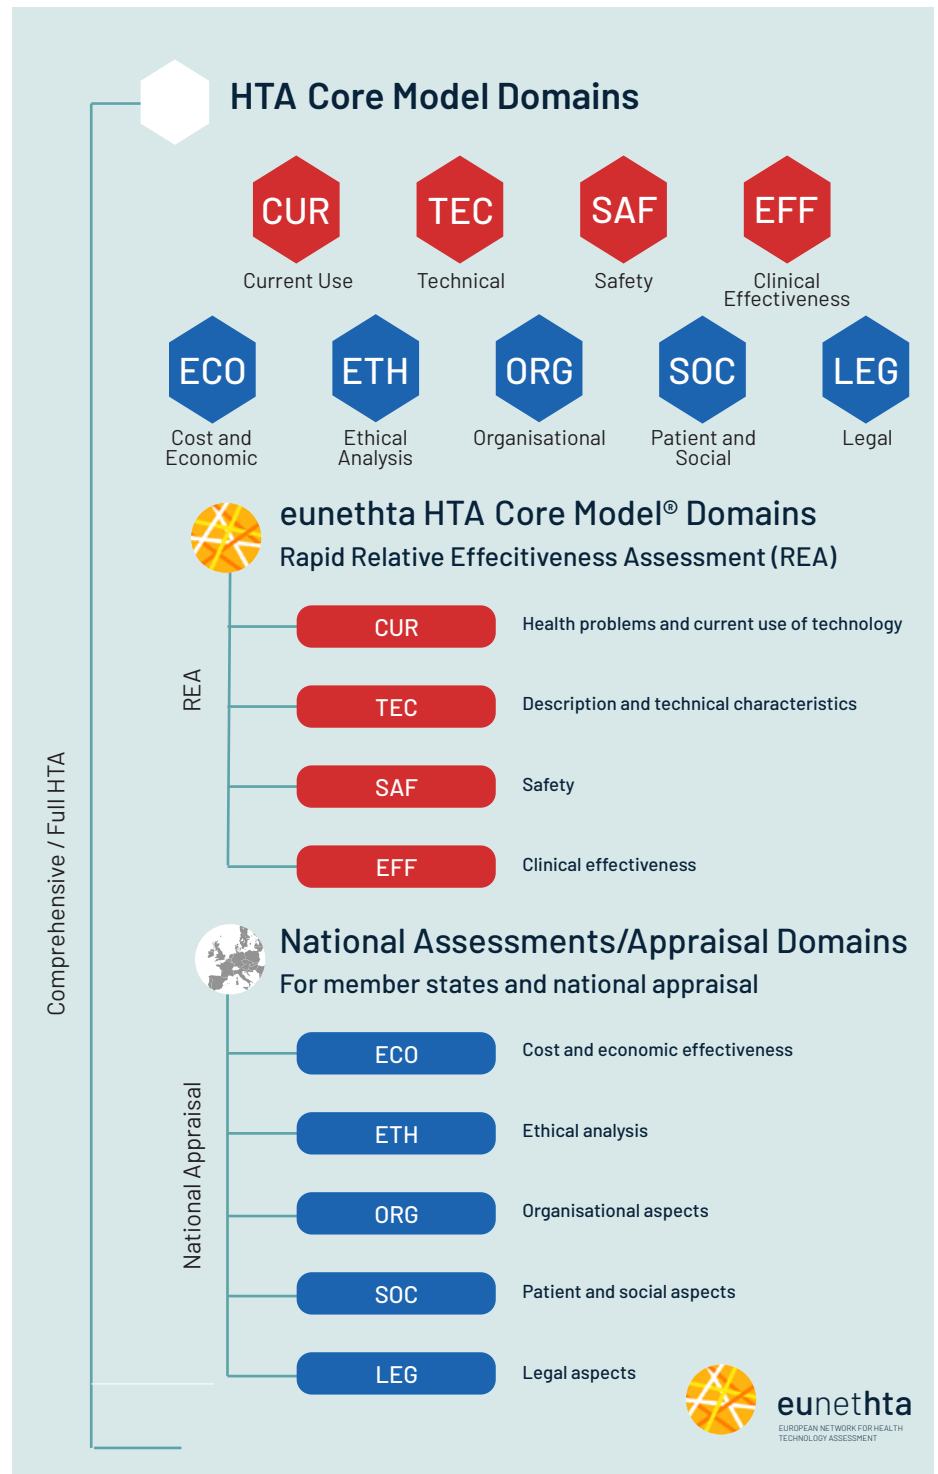 HTA Core Model Domains
CUR
TEC
SAF
EFF
Current Use
Technical
Safety
Clinical
Effectiveness
ECO
ETH
ORG
SOC
LEG
Cost and
Economic
Ethical
Analysis
Organisational
Patient and
Social
Legal
eunethta HTA Core Model® Domains
Rapid Relative Effecitiveness Assessment (REA)
REA
CUR
Health problems and current use of technology
TEC
Description and technical characteristics
SAF
Safety
EFF
Clinical effectiveness
Comprehensive / Full HTA
National Assessments/Appraisal Domains
For member states and national appraisal
National Appraisal
ECO
Cost and economic effectiveness
ETH
Ethical analysis
ORG
Organisational aspects
SOC
Patient and social aspects
LEG
Legal aspects
eunethta
EUROPEAN NETWORK FOR HEALTH
TECHNOLOGY ASSESSMENT